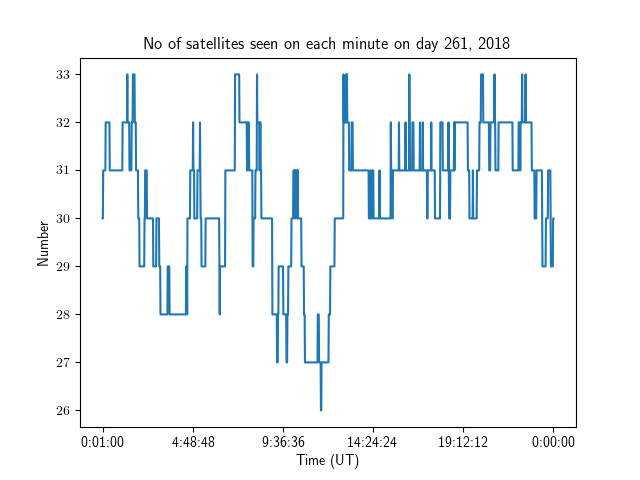 No of satellites seen on each minute on day 261, 2018
33
32
31
30
29
28
27
26
Number
0:01:00 4:48:48 9:36:36 14:24:24 19:12:12 0:00:00
Time (UT)